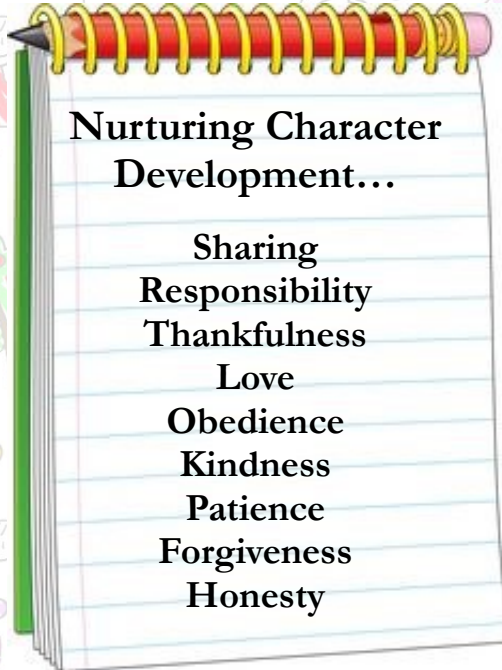 Nurturing Character
Development…
Sharing
Responsibility
Thankfulness
Love
Obedience
Kindness
Patience
Forgiveness
Honesty